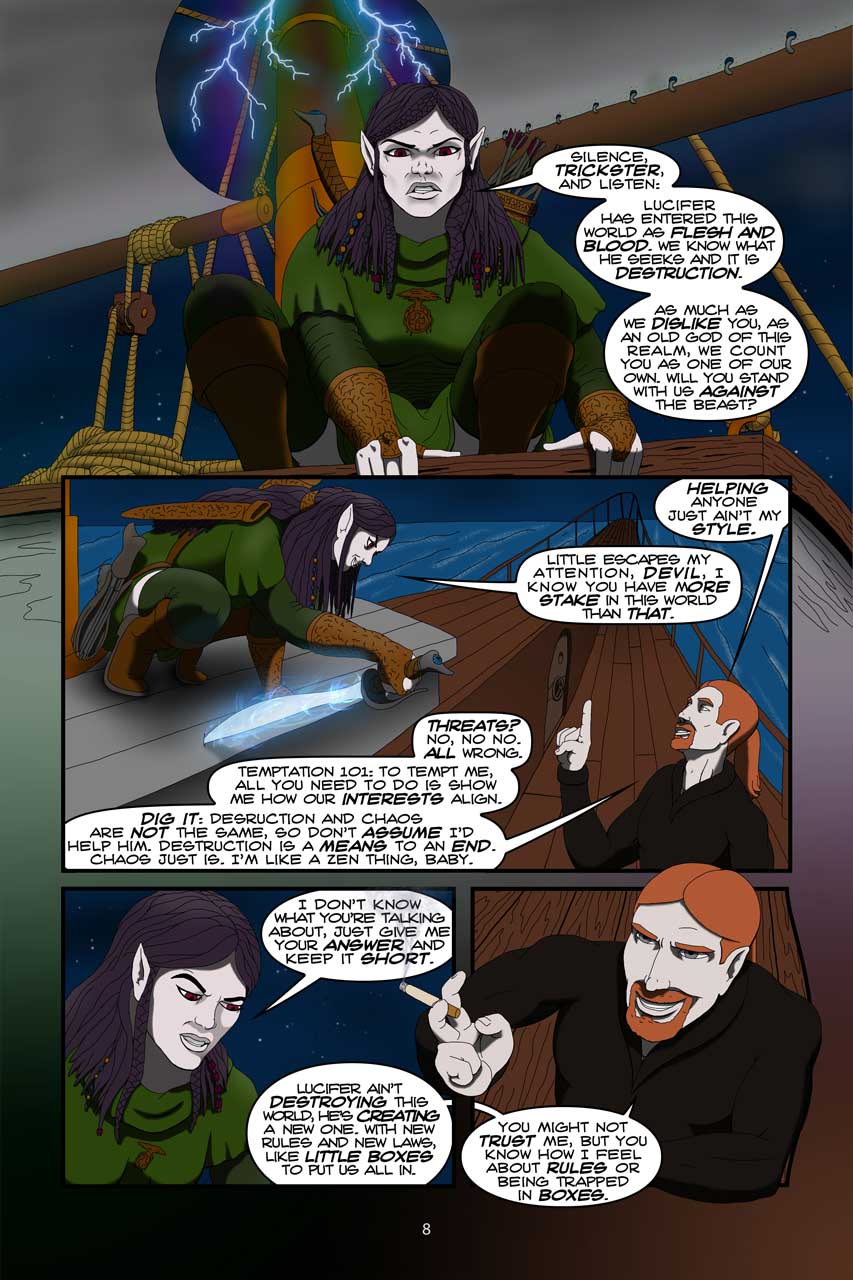 SILENCE,
TRICKSTER,
AND LISTEN:
LUCIFER
HAS ENTERED THIS
WORLD AS FLESH AND
BLOOD. WE KNOW WHAT
HE SEEKS AND IT IS
DESTRUCTION.
AS MUCH AS
WE DISLIKE YOU, AS
AN OLD GOD OF THIS
REALM, WE COUNT
YOU AS ONE OF OUR
OWN. WILL YOU STAND
WITH US AGAINST
THE BEAST?
HELPING
ANYONE
JUST AIN'T MY
STYLE.
LITTLE ESCAPES MY
ATTENTION, DEVIL, I
KNOW YOU HAVE MORE
STAKE IN THIS WORLD
THAN THAT.
THREATS?
NO, NO NO.
ALL WRONG.
TEMPTATION 101: TO TEMPT ME,
ALL YOU NEED TO DO IS SHOW
ME HOW OUR INTERESTS ALIGN.
DIG IT: DESRUCTION AND CHAOS
ARE NOT THE SAME, SO DON'T ASSUME I'D
HELP HIM. DESTRUCTION IS A MEANS TO AN END.
CHAOS JUST IS. I'M LIKE A ZEN THING, BABY.
I DON'T KNOW
WHAT YOU'RE TALKING
ABOUT, JUST GIVE ME
YOUR ANSWER AND
KEEP IT SHORT.
LUCIFER AIN'T
DESTROYING THIS
WORLD, HE'S CREATING
A NEW ONE. WITH NEW
RULES AND NEW LAWS,
LIKE LITTLE BOXES
TO PUT US ALL IN.
YOU MIGHT NOT
TRUST ME, BUT YOU
KNOW HOW I FEEL
ABOUT RULES OR
BEING TRAPPED
IN BOXES.
8